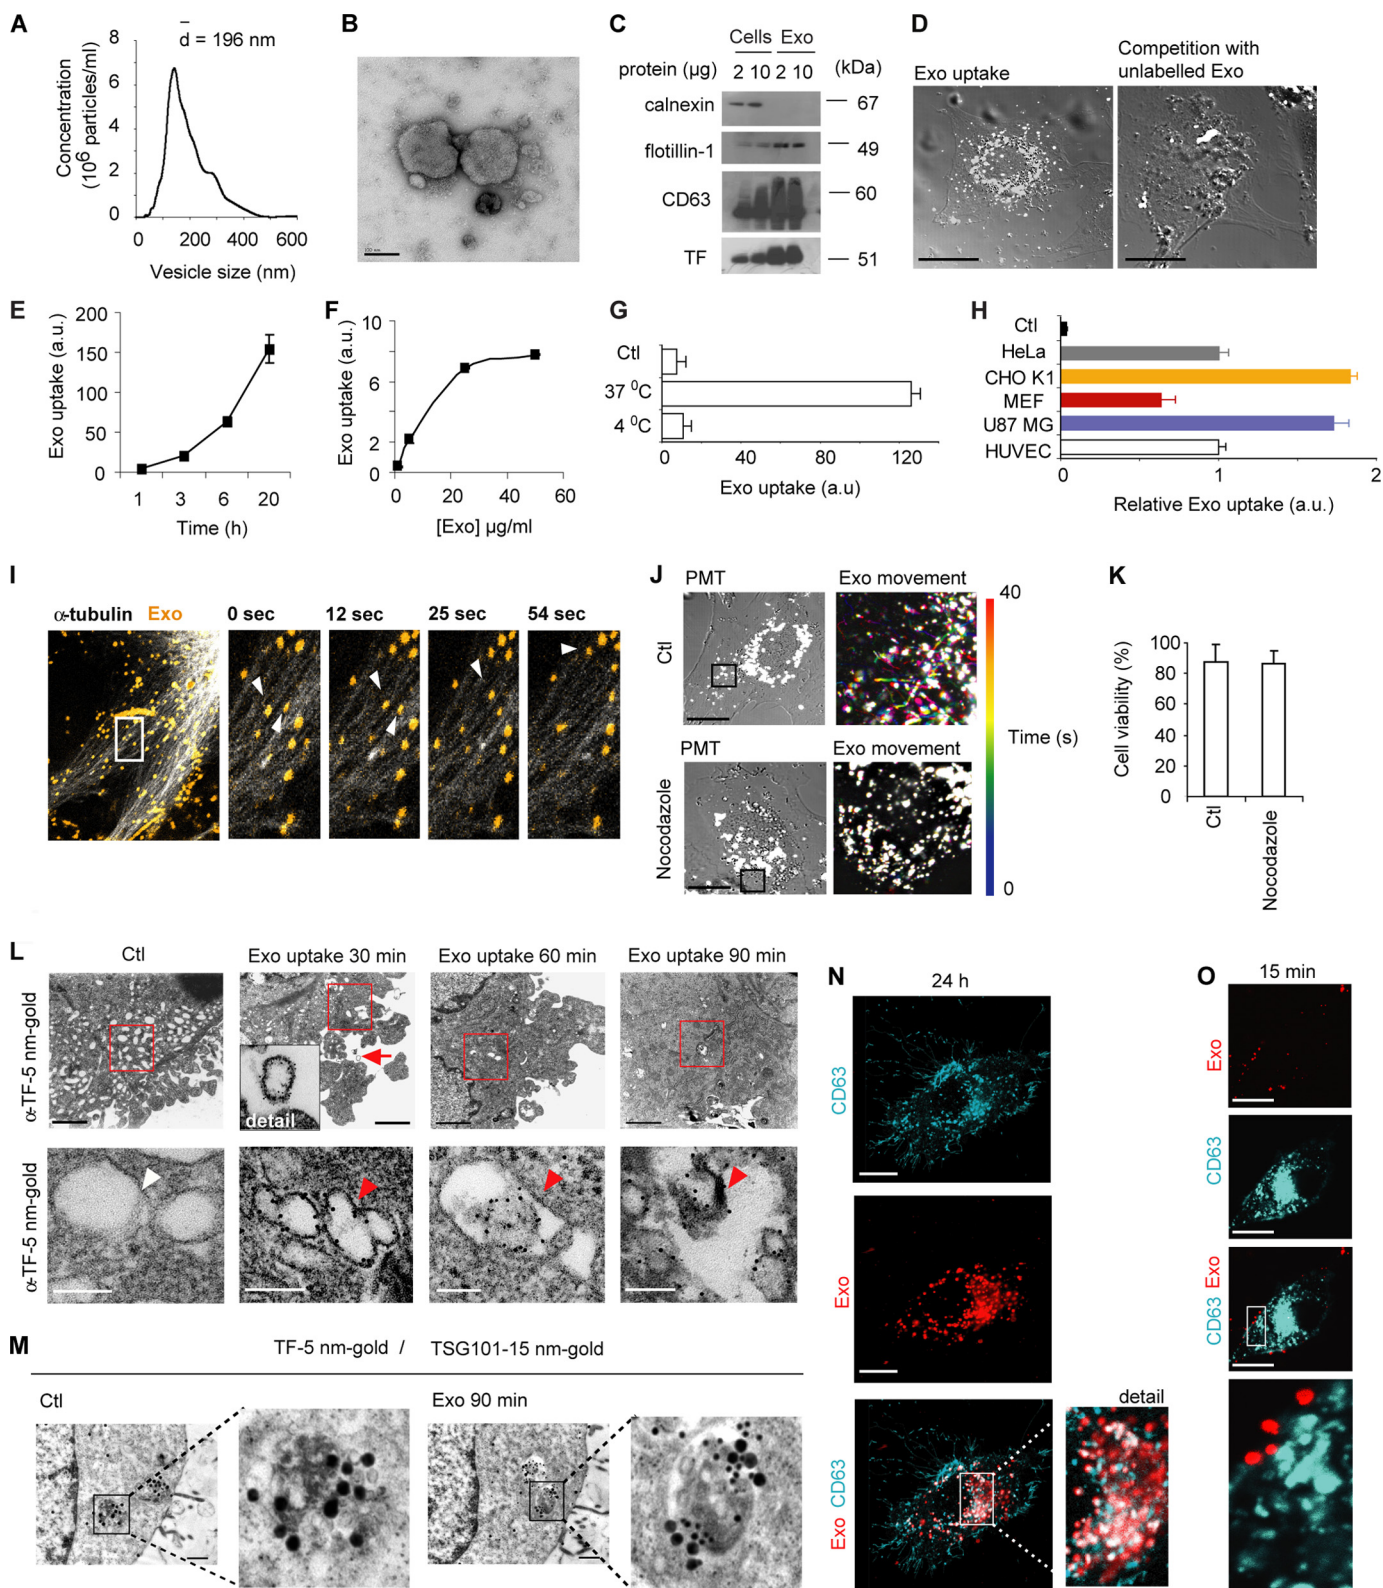 A
d = 196 nm
Concentration
(10⁶ particles/ml)
8
6
4
2
0
0 200 400 600
Vesicle size (nm)
B
C
Cells Exo
protein (µg) 2 10 2 10 (kDa)
calnexin 67
flotillin-1 49
CD63 60
TF 51
D
Exo uptake
Competition with
unlabelled Exo
E
Exo uptake (a.u.)
200
150
100
50
0
1 3 6 20
Time (h)
F
Exo uptake (a.u.)
10
8
6
4
2
0
0 20 40 60
[Exo] µg/ml
G
Ctl
37 ⁰C
4 ⁰C
0 40 80 120
Exo uptake (a.u)
H
Ctl
HeLa
CHO K1
MEF
U87 MG
HUVEC
0 1 2
Relative Exo uptake (a.u.)
I
α-tubulin Exo 0 sec 12 sec 25 sec 54 sec
J
PMT Exo movement
Ctl
PMT Exo movement
Nocodazole
40
Time (s)
0
K
Cell viability (%)
100
80
60
40
20
0
Ctl
Nocodazole
L
Ctl Exo uptake 30 min Exo uptake 60 min Exo uptake 90 min
α-TF-5 nm-gold
detail
α-TF-5 nm-gold
M
TF-5 nm-gold / TSG101-15 nm-gold
Ctl Exo 90 min
N
24 h
CD63
Exo
Exo CD63
detail
O
15 min
Exo
CD63
CD63 Exo